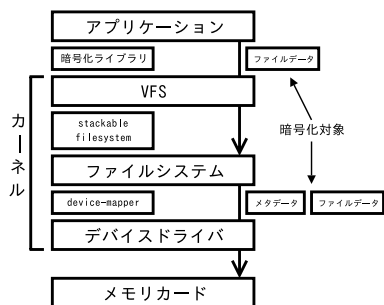 アプリケーション
暗号化ライブラリ
ファイルデータ
VFS
カーネル
stackable
filesystem
暗号化対象
ファイルシステム
device-mapper
メタデータ
ファイルデータ
デバイスドライバ
メモリカード